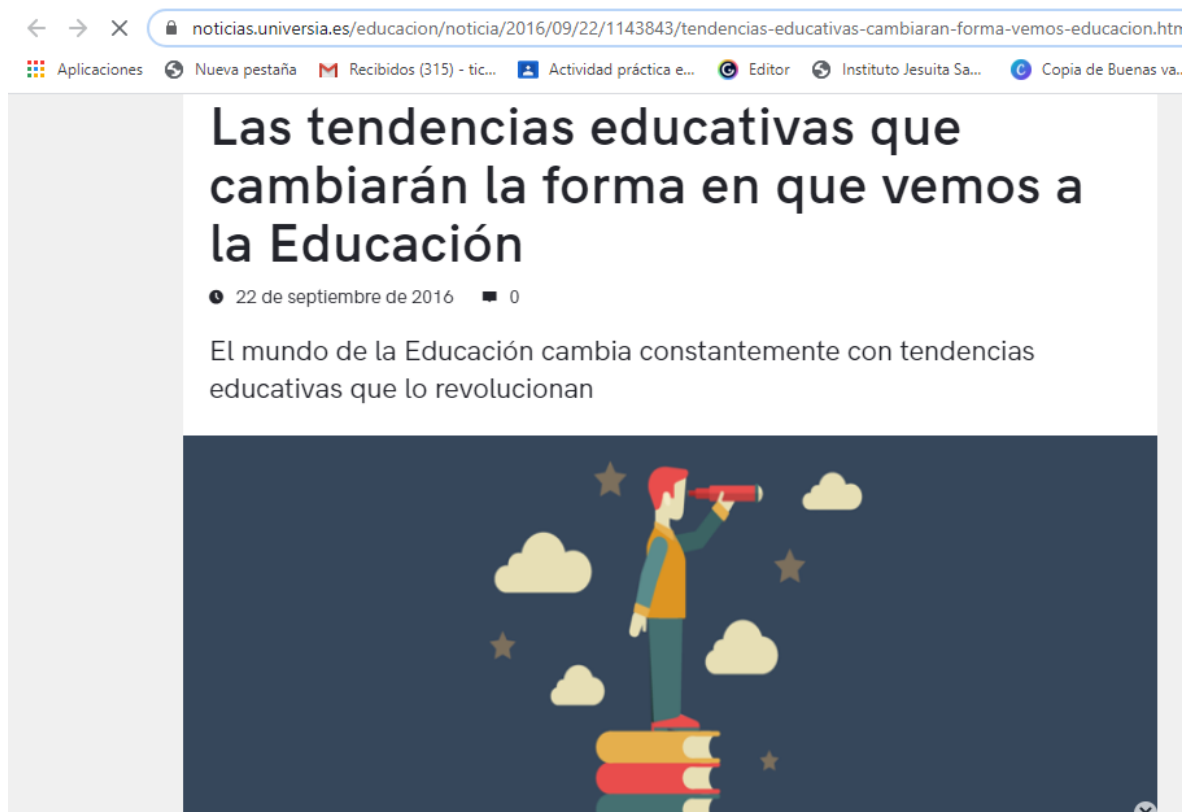 noticias.universia.es/educacion/noticia/2016/09/22/1143843/tendencias-educativas-cambiaran-forma-vemos-educacion.htm
Aplicaciones Nueva pestaña Recibidos (315) - tic... Actividad práctica e... Editor Instituto Jesuita Sa... Copia de Buenas va...
Las tendencias educativas que
cambiarán la forma en que vemos a
la Educación
22 de septiembre de 2016 0
El mundo de la Educación cambia constantemente con tendencias
educativas que lo revolucionan